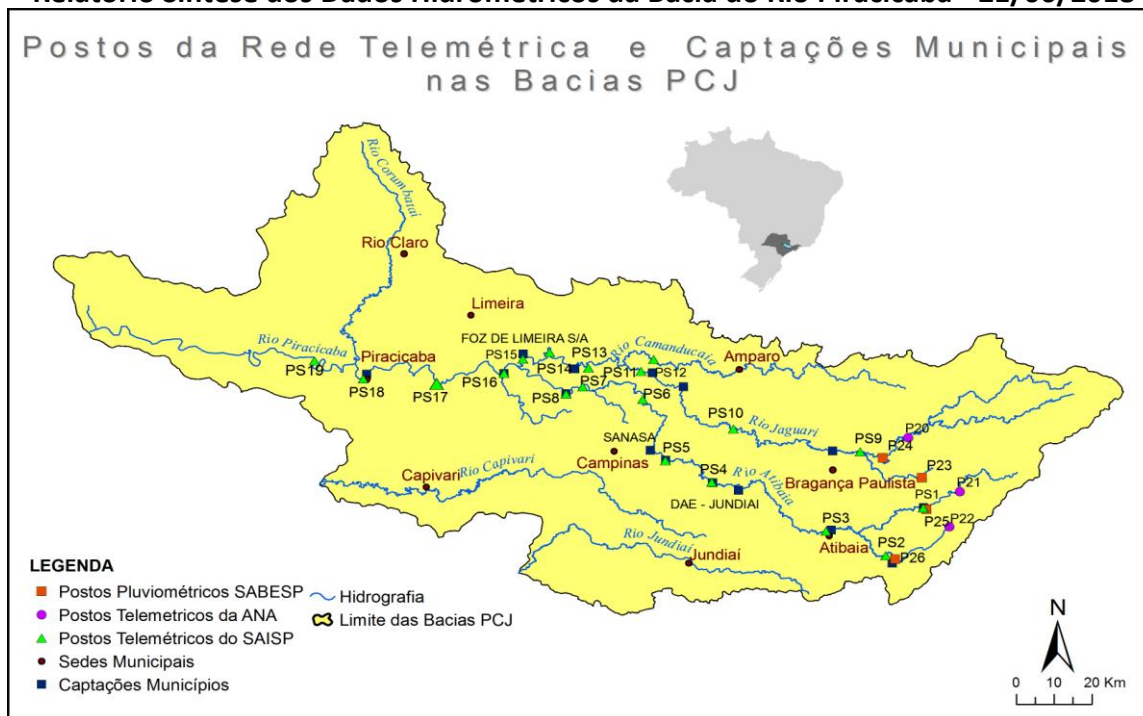 Relatório Síntese dos Dados Hidrométricos da Bacia do Rio Piracicaba - 21/06/2018
Postos da Rede Telemétrica e Captações Municipais
nas Bacias PCJ
Rio Corumbataí
Rio Claro
Limeira
FOZ DE LIMEIRA S/A
Rio Piracicaba
Piracicaba
PS19
PS18
PS17
PS16
PS15
PS14
PS13
PS7
PS8
Rio Camanducaia
Amparo
PS11
PS12
PS6
PS10
Rio Jaguari
P20
PS9
P24
SANASA
Campinas
PS5
PS4
Rio Atibaia
Bragança Paulista
P23
P21
PS1
P25
P22
DAE - JUNDIAI
PS3
Atibaia
PS2
P26
Capivari
Rio Capivari
Rio Jundiaí
Jundiaí
LEGENDA
Postos Pluviométricos SABESP
Postos Telemetricos da ANA
Postos Telemétricos do SAISP
Sedes Municipais
Captações Municípios
Hidrografia
Limite das Bacias PCJ
N
0 10 20 Km